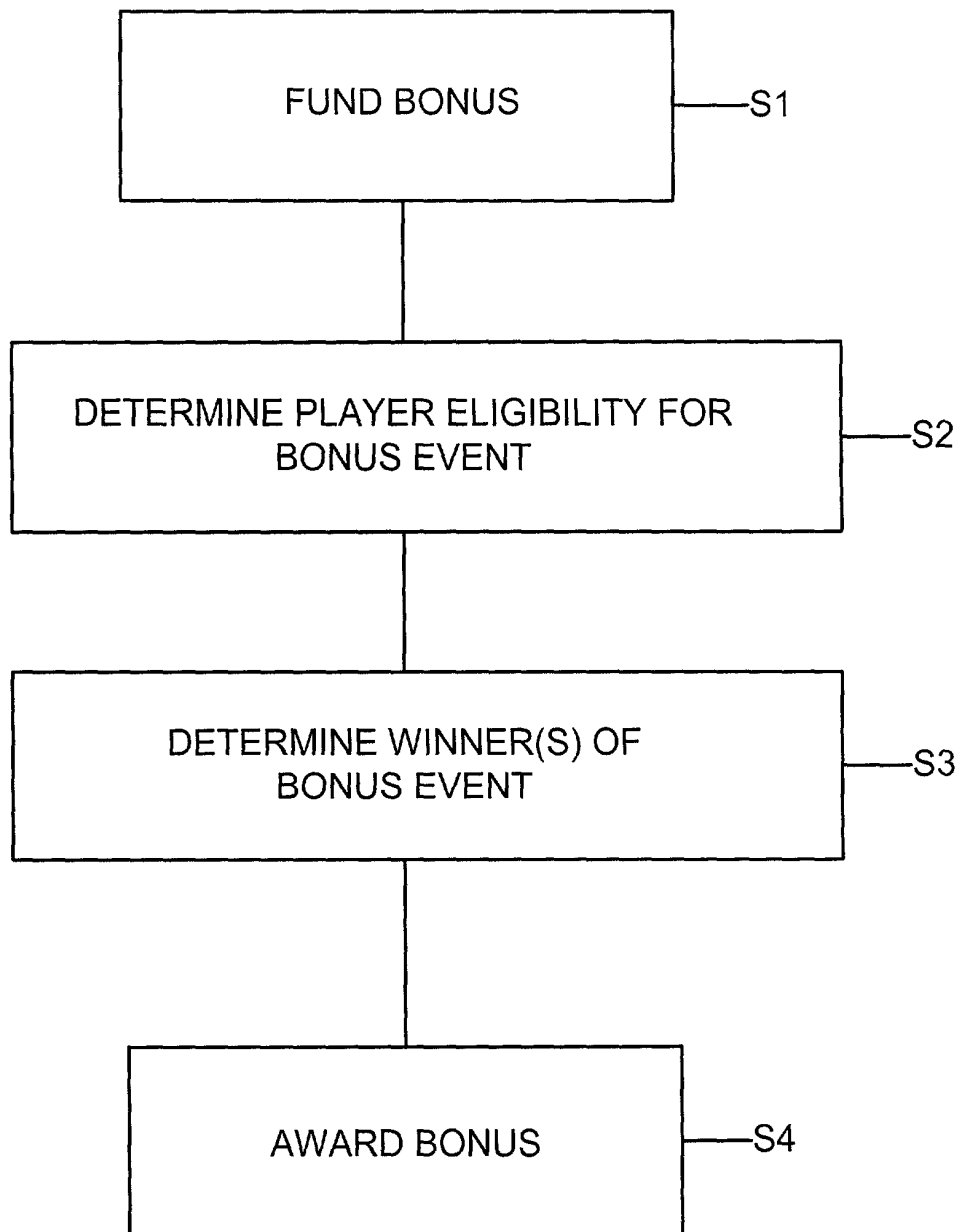 FUND BONUS
S1
DETERMINE PLAYER ELIGIBILITY FOR
BONUS EVENT
S2
DETERMINE WINNER(S) OF
BONUS EVENT
S3
AWARD BONUS
S4